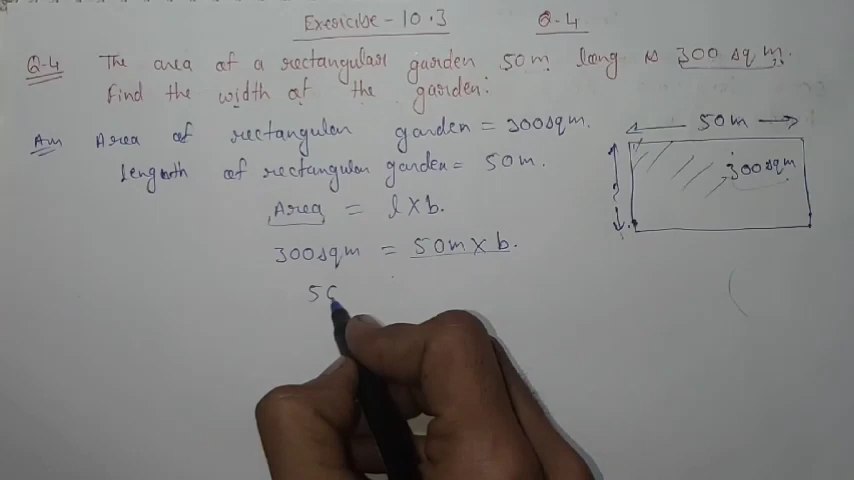 Exercise - 10.3 Q-4
Q-4 The area of a rectangular garden 50m long is 300 sq m.
Find the width of the garden:
Ans Area of rectangular garden = 300sqm.
length of rectangular garden = 50m.
Area = l x b.
300sqm = 50m x b.
50
50m
300sqm